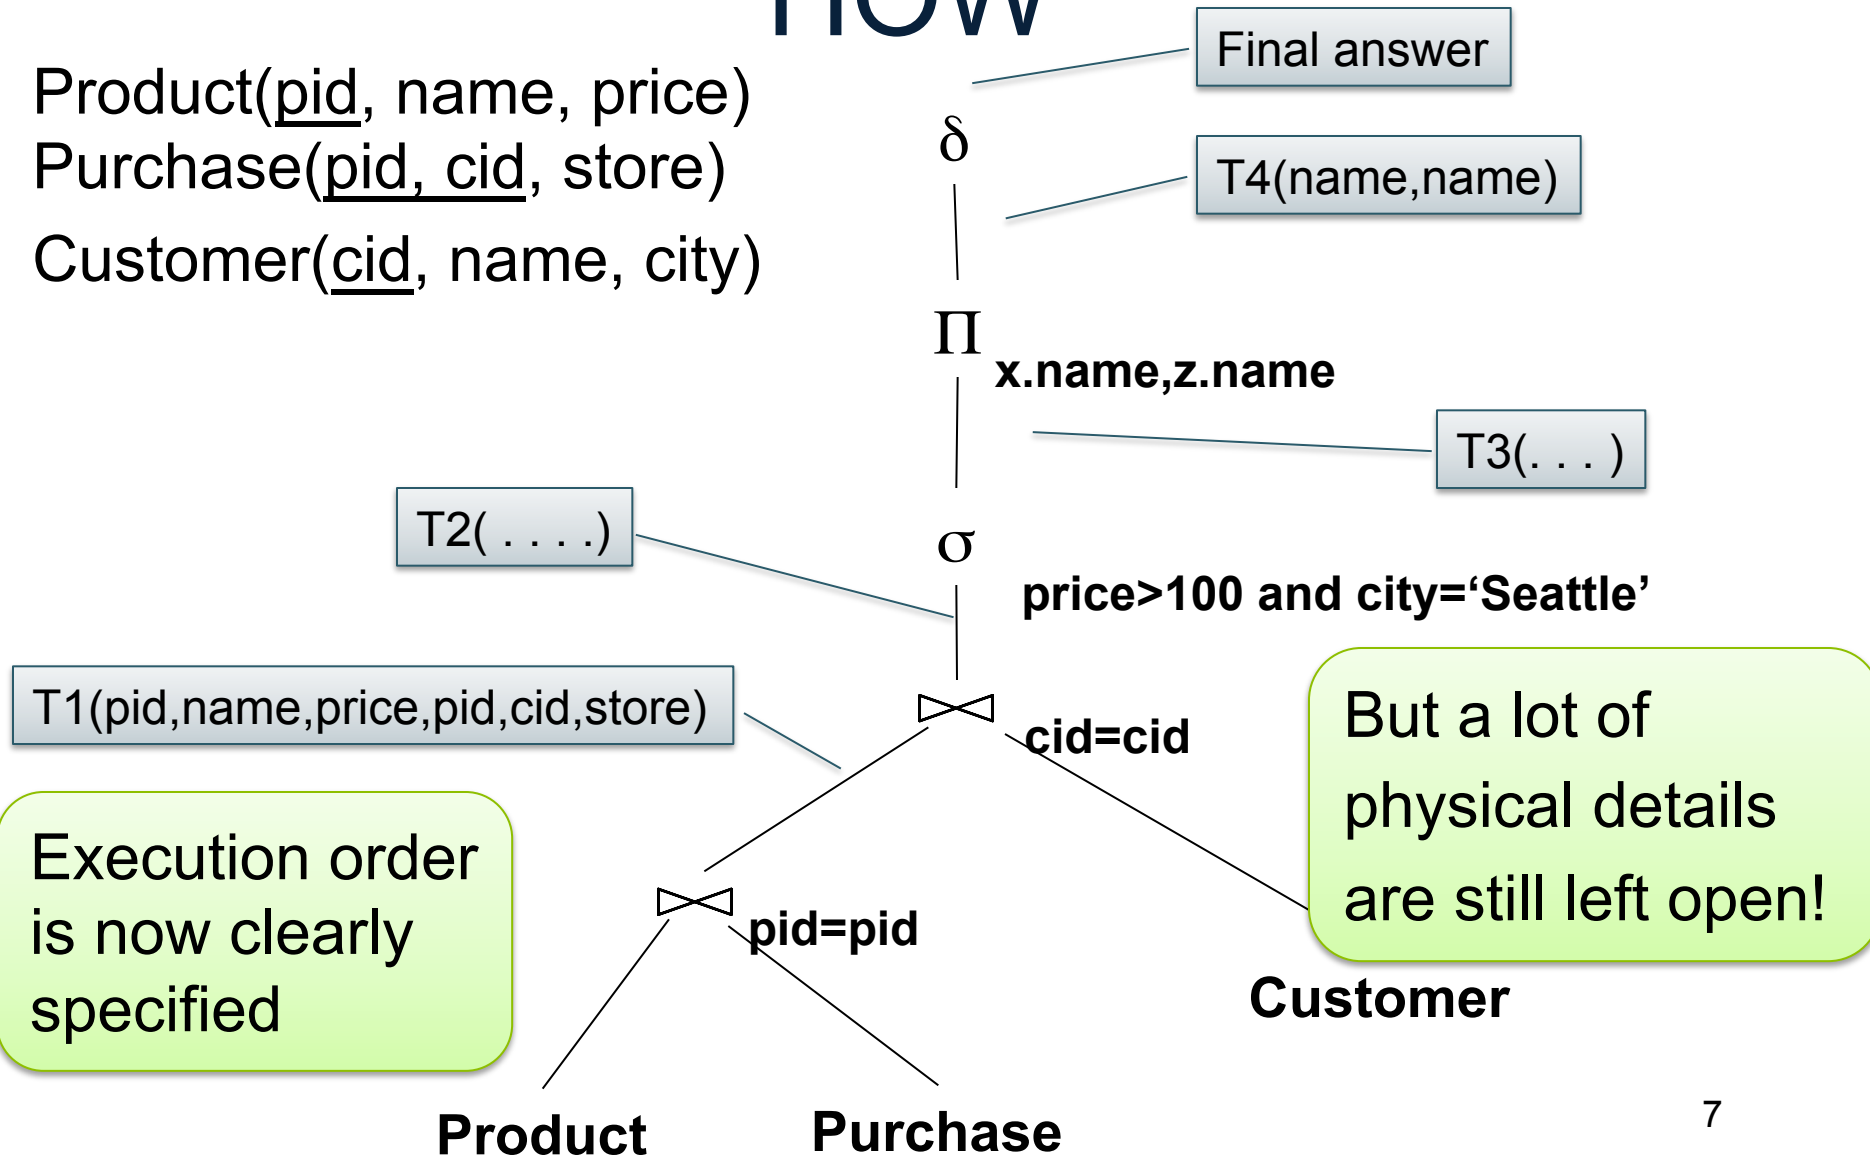 Product(pid, name, price)
Purchase(pid, cid, store)
Customer(cid, name, city)
Final answer
δ
T4(name,name)
Π
x.name,z.name
T3(. . . )
T2( . . . .)
σ
price>100 and city=‘Seattle’
T1(pid,name,price,pid,cid,store)
cid=cid
But a lot of
physical details
are still left open!
Execution order
is now clearly
specified
pid=pid
Customer
Product
Purchase
7